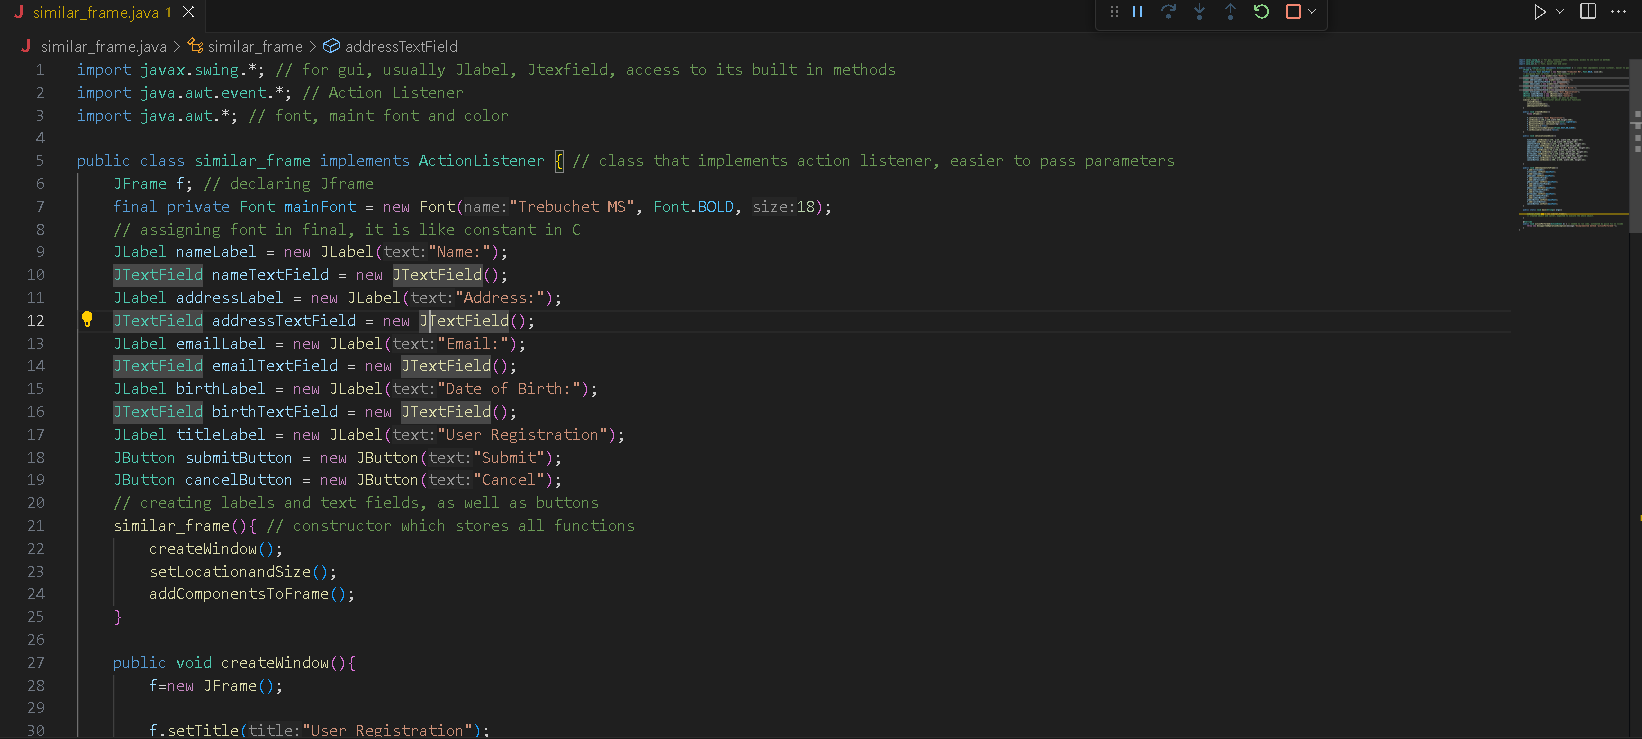 J similar_frame.java 1
J similar_frame.java > similar_frame > addressTextField
1 import javax.swing.*; // for gui, usually Jlabel, Jtexfield, access to its built in methods
2 import java.awt.event.*; // Action Listener
3 import java.awt.*; // font, maint font and color
4
5 public class similar_frame implements ActionListener { // class that implements action listener, easier to pass parameters
6 JFrame f; // declaring Jframe
7 final private Font mainFont = new Font(name:"Trebuchet MS", Font.BOLD, size:18);
8 // assigning font in final, it is like constant in C
9 JLabel nameLabel = new JLabel(text:"Name:");
10 JTextField nameTextField = new JTextField();
11 JLabel addressLabel = new JLabel(text:"Address:");
12 JTextField addressTextField = new JTextField();
13 JLabel emailLabel = new JLabel(text:"Email:");
14 JTextField emailTextField = new JTextField();
15 JLabel birthLabel = new JLabel(text:"Date of Birth:");
16 JTextField birthTextField = new JTextField();
17 JLabel titleLabel = new JLabel(text:"User Registration");
18 JButton submitButton = new JButton(text:"Submit");
19 JButton cancelButton = new JButton(text:"Cancel");
20 // creating labels and text fields, as well as buttons
21 similar_frame(){ // constructor which stores all functions
22 createWindow();
23 setLocationandSize();
24 addComponentsToFrame();
25 }
26
27 public void createWindow(){
28 f=new JFrame();
29
30 f.setTitle(title:"User Registration");